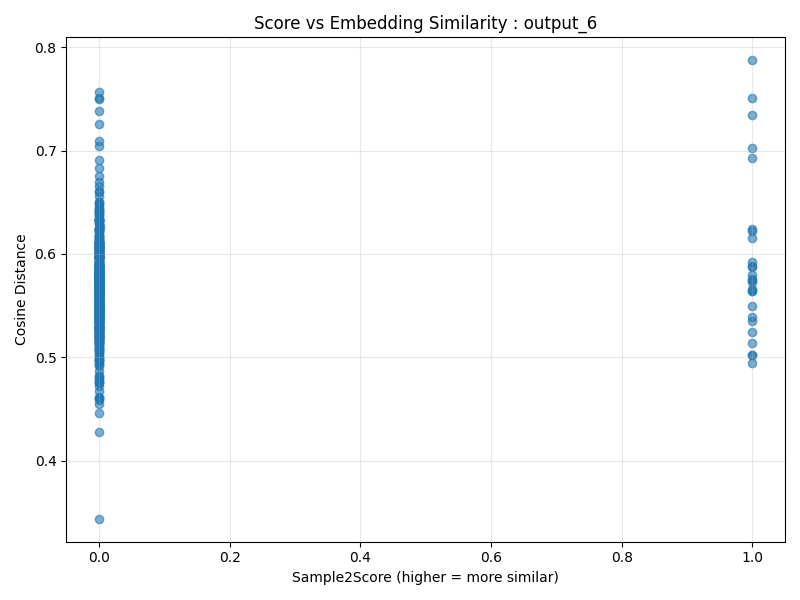 Score vs Embedding Similarity : output_6
0.8
0.7
0.6
0.5
0.4
Cosine Distance
0.0 0.2 0.4 0.6 0.8 1.0
Sample2Score (higher = more similar)